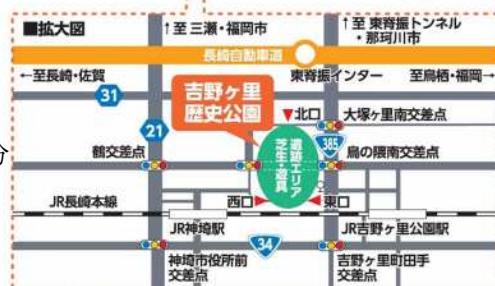 ■拡大図
↑至 三瀬・福岡市
↑至 東脊振トンネル
・那珂川市
長崎自動車道
←至長崎・佐賀
東脊振インター
至鳥栖・福岡→
31
吉野ヶ里
歴史公園
▼北口
大塚ヶ里南交差点
21
385
分
鶴交差点
遺跡エリア
芝生・遊具
鳥の隈南交差点
JR長崎本線
西口▶
◀東口
JR神埼駅
JR吉野ヶ里公園駅
34
神埼市役所前
交差点
吉野ヶ里町田手
交差点